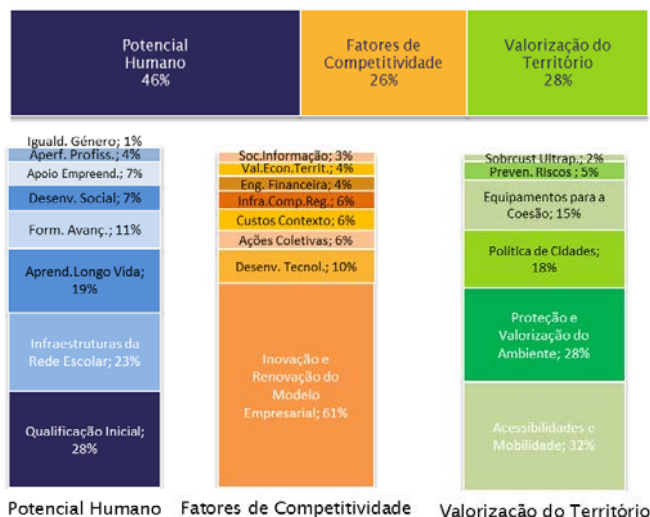 Potencial
Humano
46%
Fatores de
Competitividade
26%
Valorização do
Território
28%
Iguald. Género; 1%
Aperf. Profiss.; 4%
Apoio Empreend.; 7%
Desenv. Social; 7%
Form. Avanç.; 11%
Aprend.Longo Vida;
19%
Infraestruturas da
Rede Escolar; 23%
Qualificação Inicial;
28%
Potencial Humano
Soc.Informação; 3%
Val.Econ.Territ.; 4%
Eng. Financeira; 4%
Infra.Comp.Reg.; 6%
Custos Contexto; 6%
Ações Coletivas; 6%
Desenv. Tecnol.; 10%
Inovação e
Renovação do
Modelo
Empresarial; 61%
Fatores de Competitividade
Sobrcust Ultrap.; 2%
Preven. Riscos ; 5%
Equipamentos para a
Coesão; 15%
Política de Cidades;
18%
Proteção e
Valorização do
Ambiente; 28%
Acessibilidades e
Mobilidade; 32%
Valorização do Território